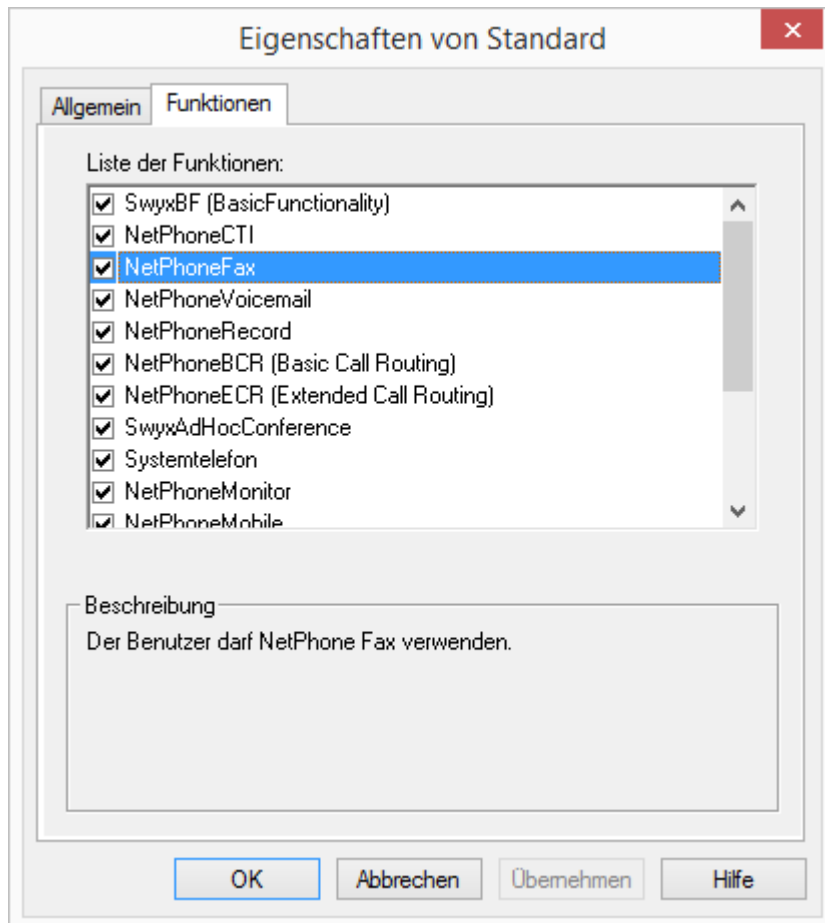 Eigenschaften von Standard
Allgemein
Funktionen
Liste der Funktionen:
SwyxBF (BasicFunctionality)
NetPhoneCTI
NetPhoneFax
NetPhoneVoicemail
NetPhoneRecord
NetPhoneBCR (Basic Call Routing)
NetPhoneECR (Extended Call Routing)
SwyxAdHocConference
Systemtelefon
NetPhoneMonitor
NetPhoneMobile
Beschreibung
Der Benutzer darf NetPhone Fax verwenden.
OK
Abbrechen
Übernehmen
Hilfe